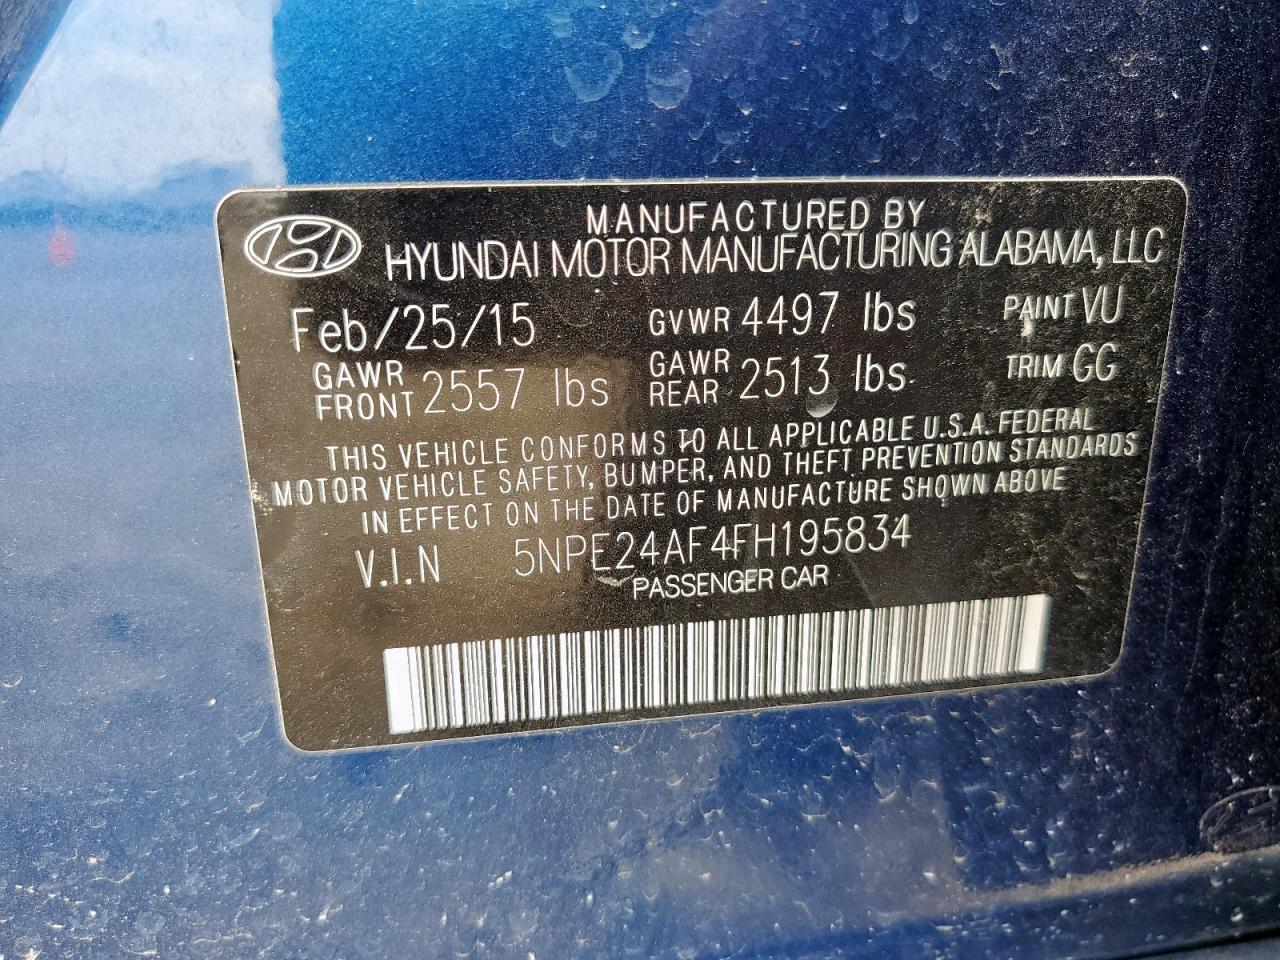 MANUFACTURED BY
HYUNDAI MOTOR MANUFACTURING ALABAMA, LLC
Feb/25/15 GVWR 4497 lbs PAINT VU
GAWR FRONT 2557 lbs GAWR REAR 2513 lbs TRIM GG
THIS VEHICLE CONFORMS TO ALL APPLICABLE U.S.A. FEDERAL
MOTOR VEHICLE SAFETY, BUMPER, AND THEFT PREVENTION STANDARDS
IN EFFECT ON THE DATE OF MANUFACTURE SHOWN ABOVE
V.I.N 5NPE24AF4FH195834
PASSENGER CAR